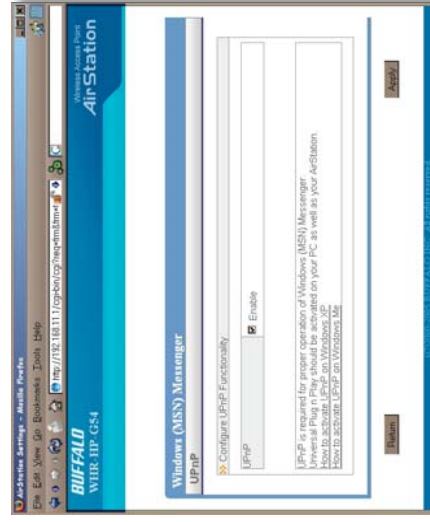 AirStation Settings - Mozilla Firefox
File Edit View Go Bookmarks Tools Help
BUFFALO
WHR-HP-G54
Wireless Access Point
AirStation
Windows (MSN) Messenger
UPnP
Configure UPnP Functionality
UPnP
Enable
UPnP is required for proper operation of Windows (MSN) Messenger.
Universal Plug n Play should be activated on your PC as well as your AirStation.
How to activate UPnP on Windows XP
How to activate UPnP on Windows Me
Return
Apply